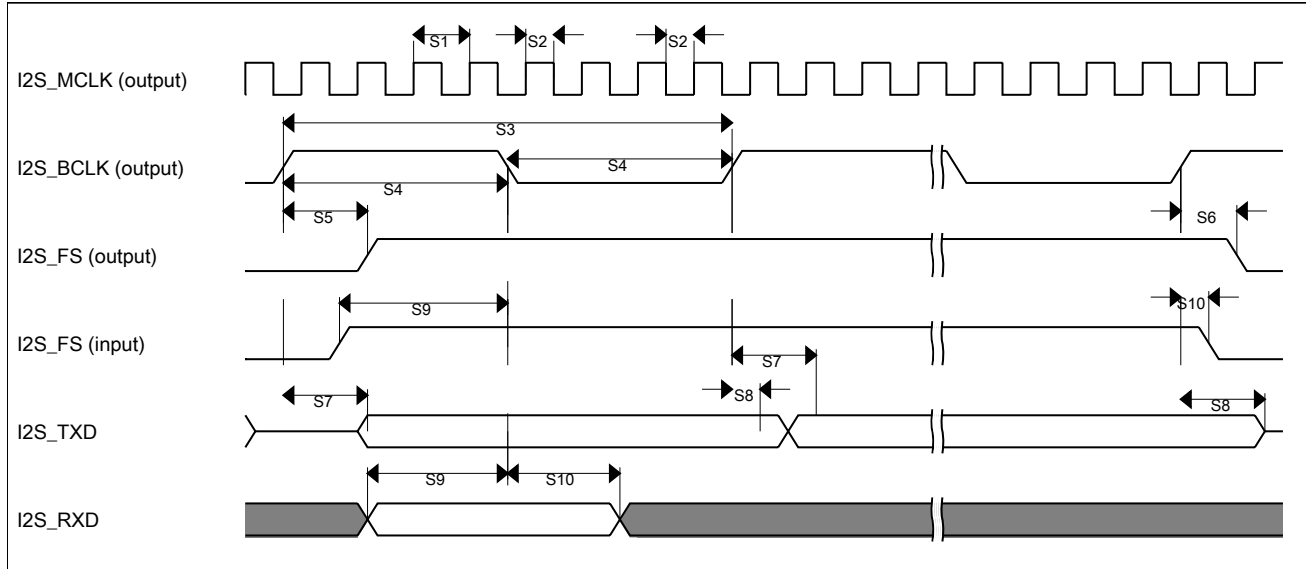 S1
S2
S2
I2S_MCLK (output)
S3
I2S_BCLK (output)
S4
S4
S5
S6
I2S_FS (output)
S9
S10
I2S_FS (input)
S7
S7
S8
S8
I2S_TXD
S9
S10
I2S_RXD